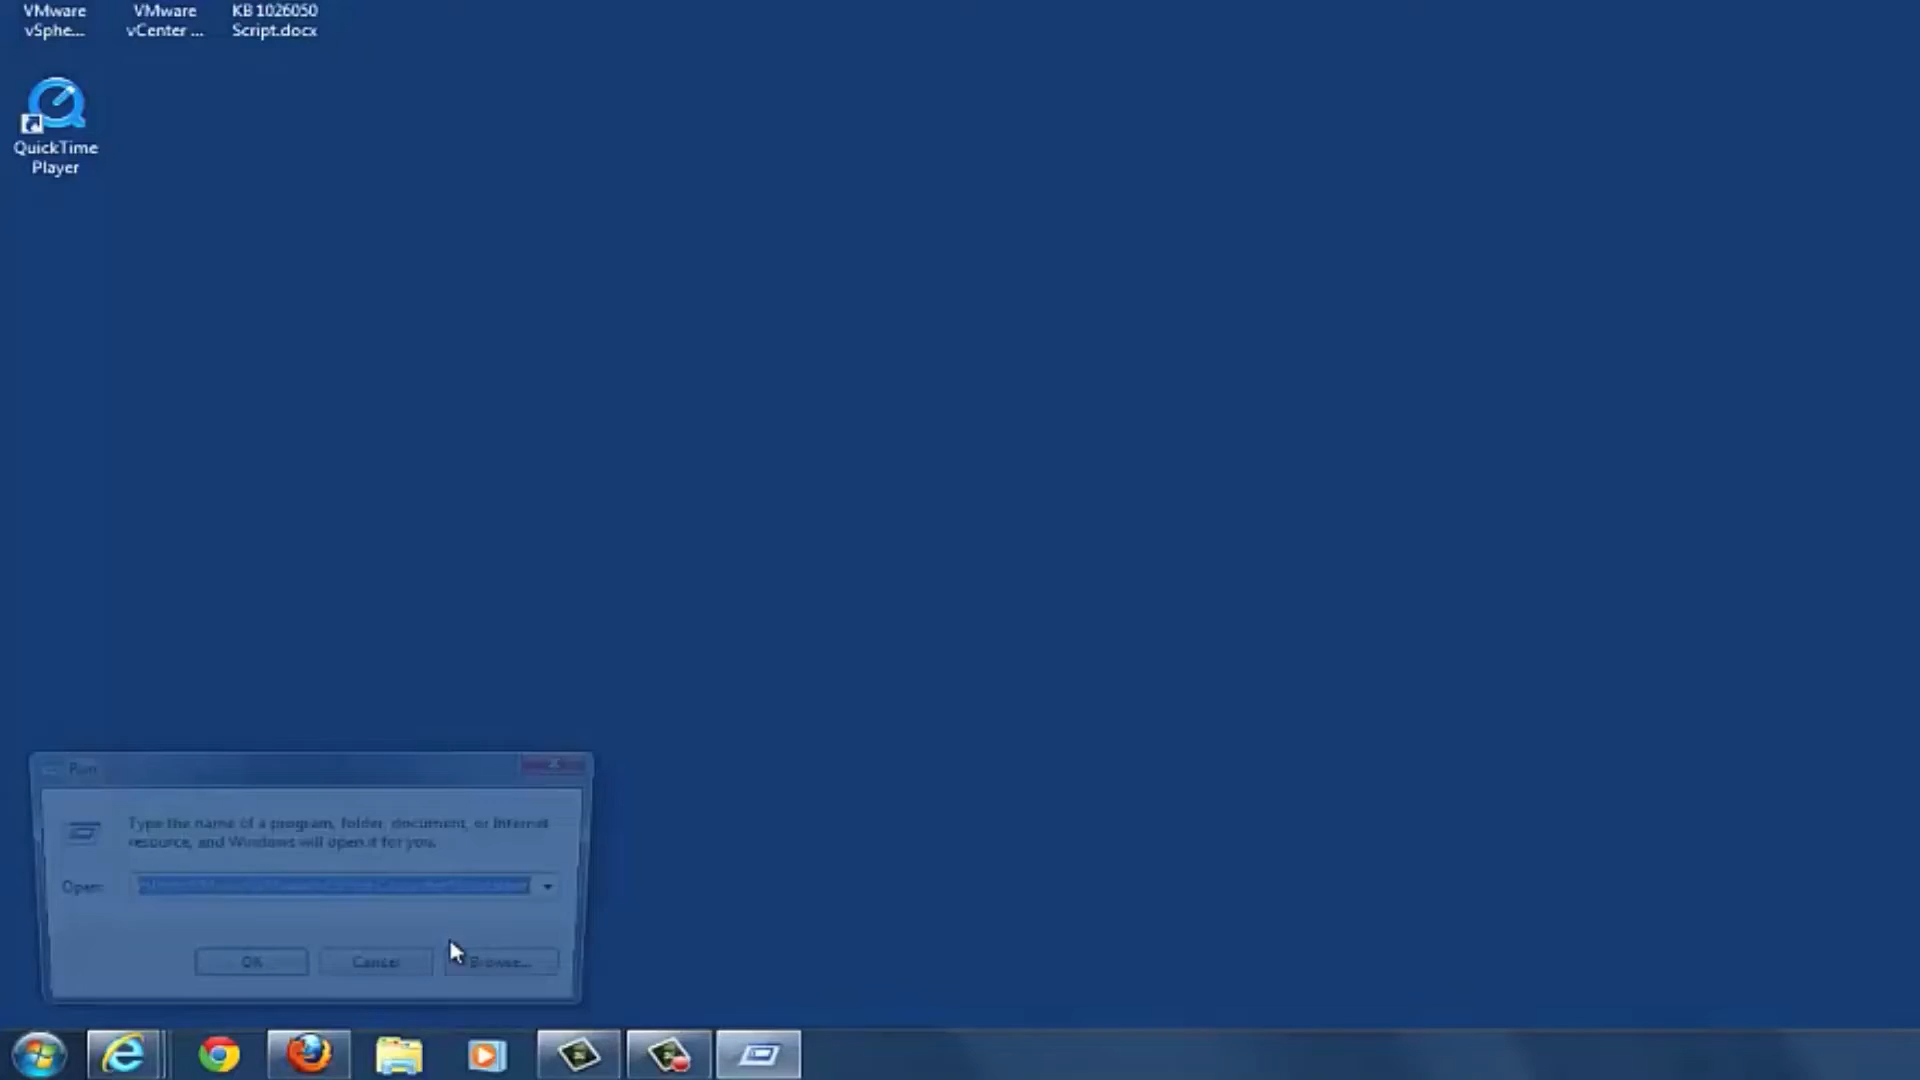 VMware
vSphe...
VMware
vCenter ...
KB 1026050
Script.docx
QuickTime
Player
Run
Type the name of a program, folder, document, or Internet
resource, and Windows will open it for you.
Open:
OK
Cancel
Browse...